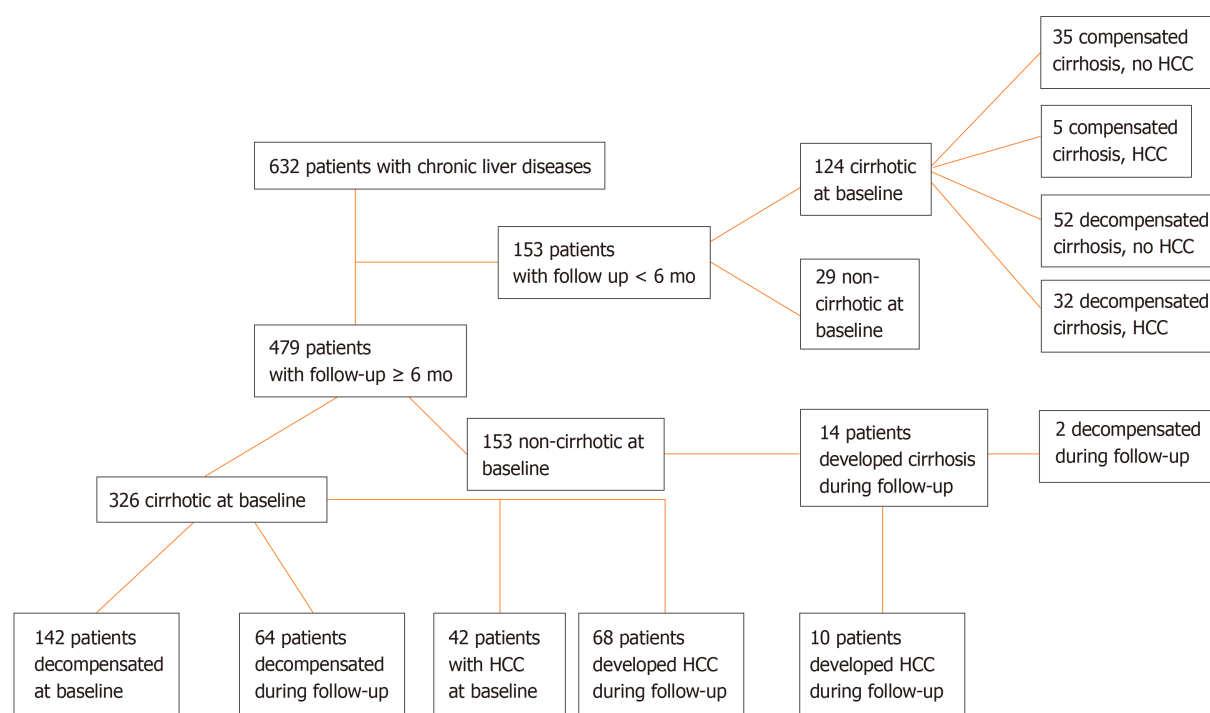 35 compensated
cirrhosis, no HCC
5 compensated
cirrhosis, HCC
632 patients with chronic liver diseases
124 cirrhotic
at baseline
52 decompensated
cirrhosis, no HCC
153 patients
with follow up < 6 mo
29 non-
cirrhotic at
baseline
32 decompensated
cirrhosis, HCC
479 patients
with follow-up ≥ 6 mo
153 non-cirrhotic at
baseline
14 patients
developed cirrhosis
during follow-up
2 decompensated
during follow-up
326 cirrhotic at baseline
142 patients
decompensated
at baseline
64 patients
decompensated
during follow-up
42 patients
with HCC
at baseline
68 patients
developed HCC
during follow-up
10 patients
developed HCC
during follow-up